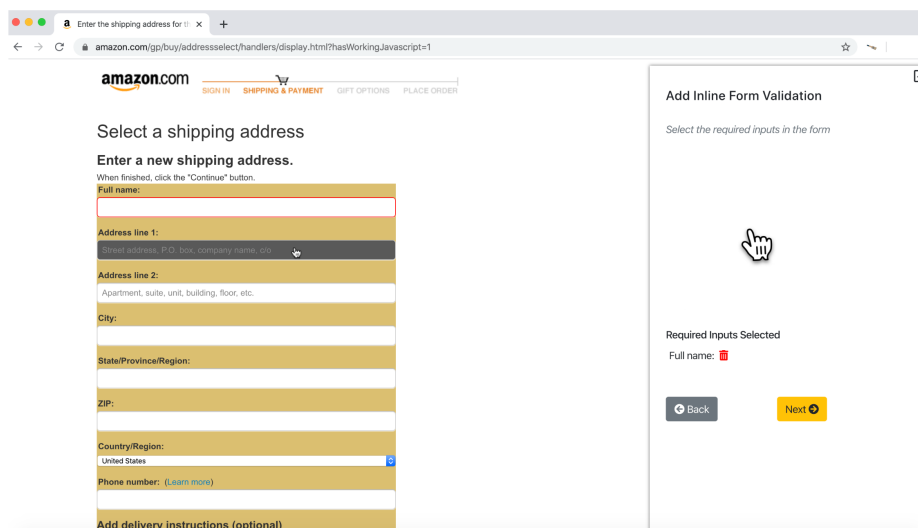 Enter the shipping address for th
amazon.com/gp/buy/addressselect/handlers/display.html?hasWorkingJavascript=1
amazon.com
SIGN IN SHIPPING & PAYMENT GIFT OPTIONS PLACE ORDER
Select a shipping address
Enter a new shipping address.
When finished, click the "Continue" button.
Full name:
Address line 1:
Street address, P.O. box, company name, c/o
Address line 2:
Apartment, suite, unit, building, floor, etc.
City:
State/Province/Region:
ZIP:
Country/Region:
United States
Phone number: (Learn more)
Add delivery instructions (optional)
Add Inline Form Validation
Select the required inputs in the form
Required Inputs Selected
Full name:
Back
Next